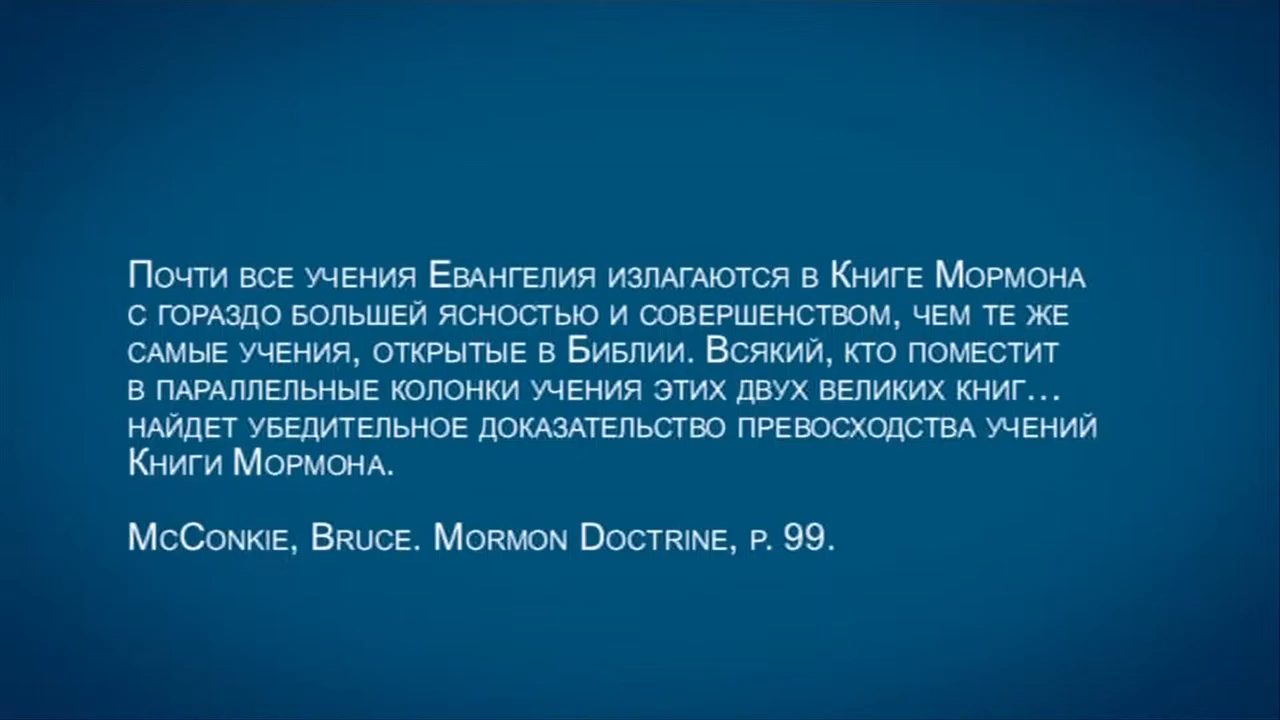 Почти все учения Евангелия излагаются в Книге Мормона
с гораздо большей ясностью и совершенством, чем те же
самые учения, открытые в Библии. Всякий, кто поместит
в параллельные колонки учения этих двух великих книг...
найдет убедительное доказательство превосходства учений
Книги Мормона.
McConkie, Bruce. Mormon Doctrine, p. 99.